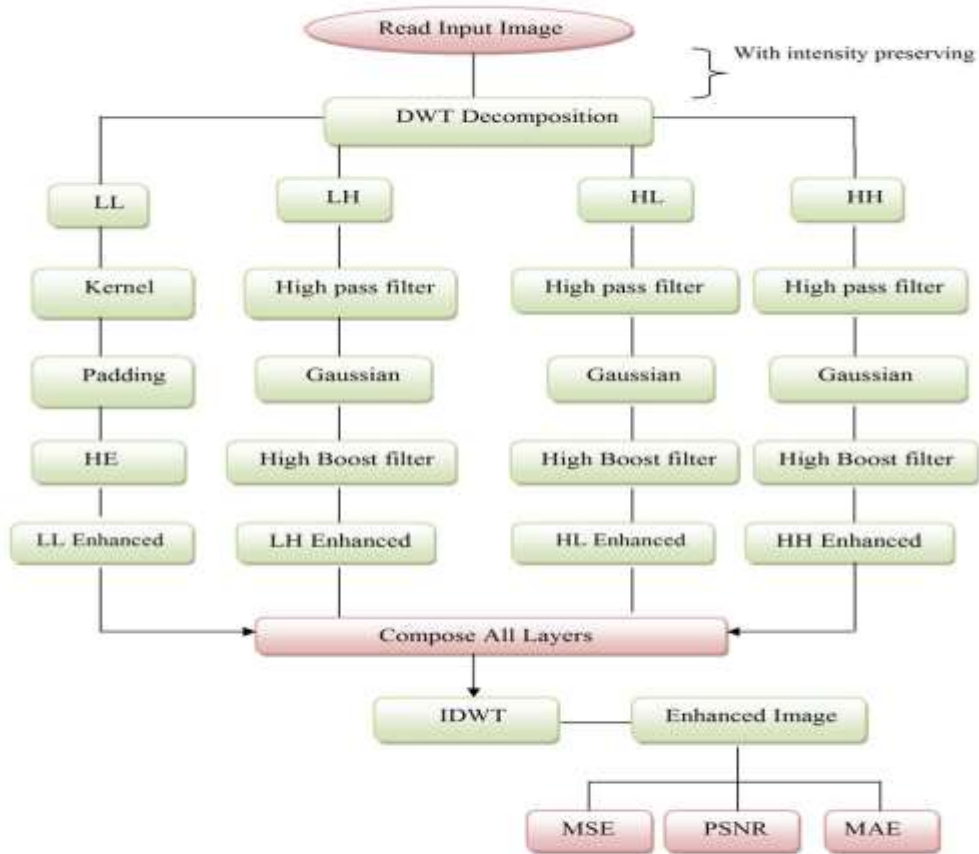 Read Input Image
With intensity preserving
DWT Decomposition
LL
LH
HL
HH
Kernel
High pass filter
High pass filter
High pass filter
Padding
Gaussian
Gaussian
Gaussian
HE
High Boost filter
High Boost filter
High Boost filter
LL Enhanced
LH Enhanced
HL Enhanced
HH Enhanced
Compose All Layers
IDWT
Enhanced Image
MSE
PSNR
MAE